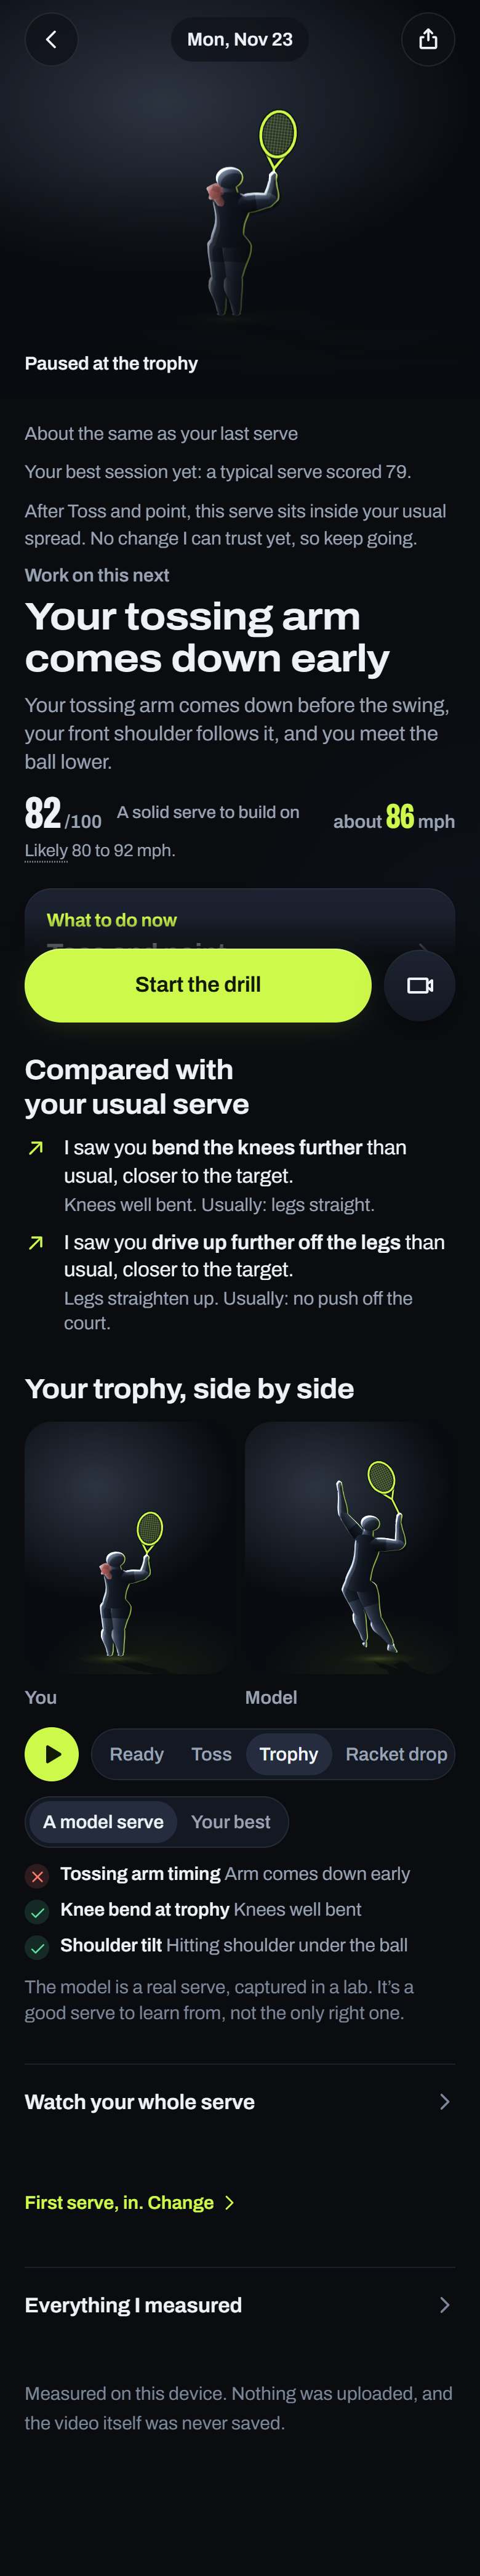 Mon, Nov 23
Paused at the trophy
About the same as your last serve
Your best session yet: a typical serve scored 79.
After Toss and point, this serve sits inside your usual
spread. No change I can trust yet, so keep going.
Work on this next
Your tossing arm
comes down early
Your tossing arm comes down before the swing,
your front shoulder follows it, and you meet the
ball lower.
82 /100 A solid serve to build on about 86 mph
Likely 80 to 92 mph.
What to do now
Toss and point
Start the drill
Compared with
your usual serve
I saw you bend the knees further than
usual, closer to the target.
Knees well bent. Usually: legs straight.
I saw you drive up further off the legs than
usual, closer to the target.
Legs straighten up. Usually: no push off the
court.
Your trophy, side by side
You Model
Ready Toss Trophy Racket drop
A model serve Your best
Tossing arm timing Arm comes down early
Knee bend at trophy Knees well bent
Shoulder tilt Hitting shoulder under the ball
The model is a real serve, captured in a lab. It’s a
good serve to learn from, not the only right one.
Watch your whole serve
First serve, in. Change
Everything I measured
Measured on this device. Nothing was uploaded, and
the video itself was never saved.